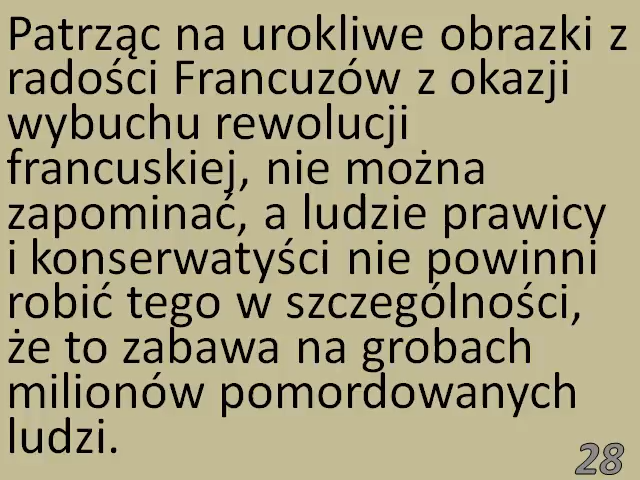 Patrząc na urokliwe obrazki z
radości Francuzów z okazji
wybuchu rewolucji
francuskiej, nie można
zapominać, a ludzie prawicy
i konserwatyści nie powinni
robić tego w szczególności,
że to zabawa na grobach
milionów pomordowanych
ludzi.
28